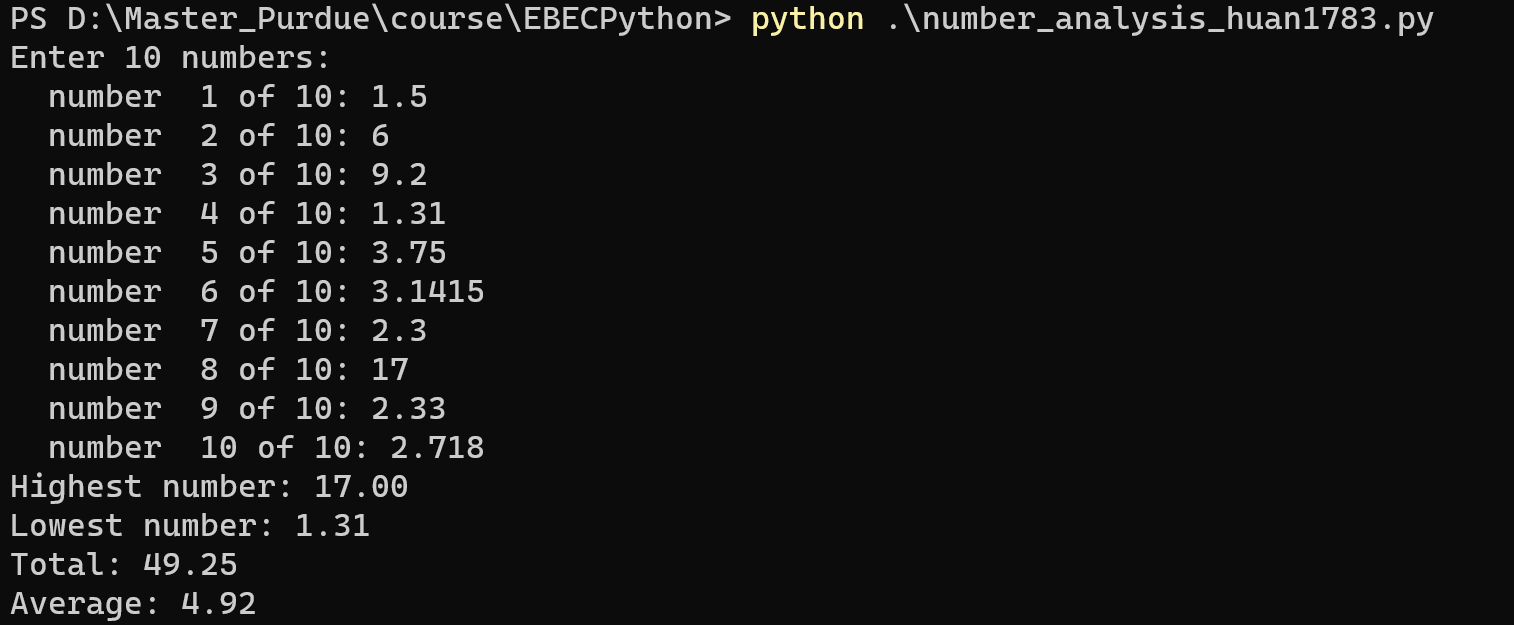 PS D:\Master_Purdue\course\EBECPython> python .\number_analysis_huan1783.py
Enter 10 numbers:
  number  1 of 10: 1.5
  number  2 of 10: 6
  number  3 of 10: 9.2
  number  4 of 10: 1.31
  number  5 of 10: 3.75
  number  6 of 10: 3.1415
  number  7 of 10: 2.3
  number  8 of 10: 17
  number  9 of 10: 2.33
  number  10 of 10: 2.718
Highest number: 17.00
Lowest number: 1.31
Total: 49.25
Average: 4.92